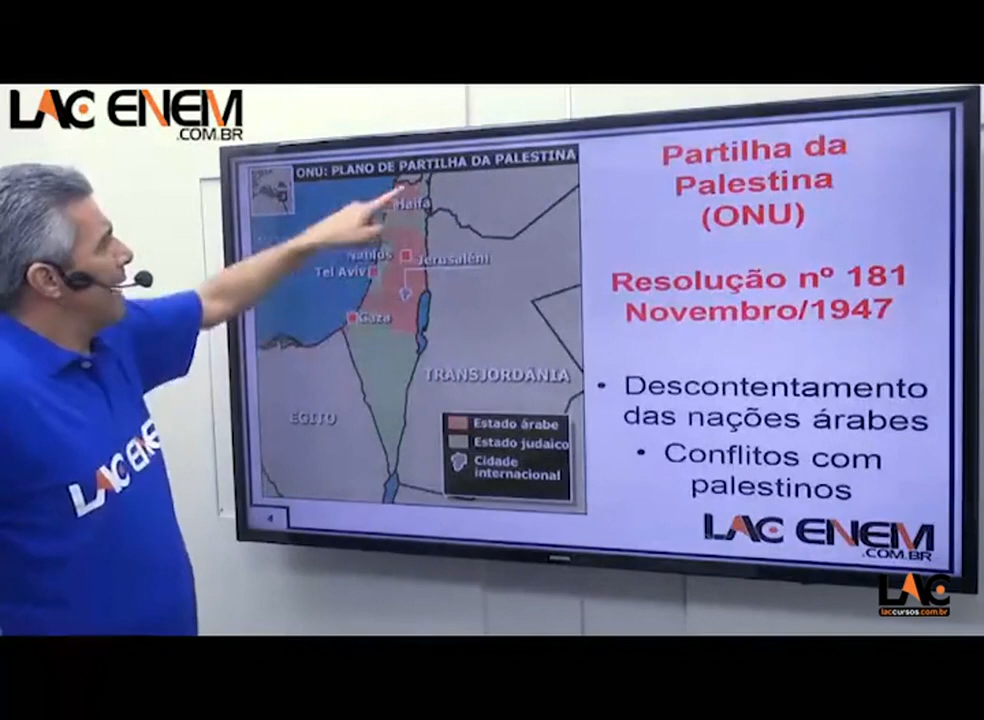 LAC ENEM
.COM.BR
ONU: PLANO DE PARTILHA DA PALESTINA
Haifa
Nablus
Jerusalém
Tel Aviv
Gaza
TRANSJORDÂNIA
EGITO
Estado árabe
Estado judaico
Cidade
internacional
4
Partilha da
Palestina
(ONU)
Resolução nº 181
Novembro/1947
• Descontentamento
das nações árabes
• Conflitos com
palestinos
LAC ENEM
.COM.BR
LAC ENE
LAC
laccursos.com.br